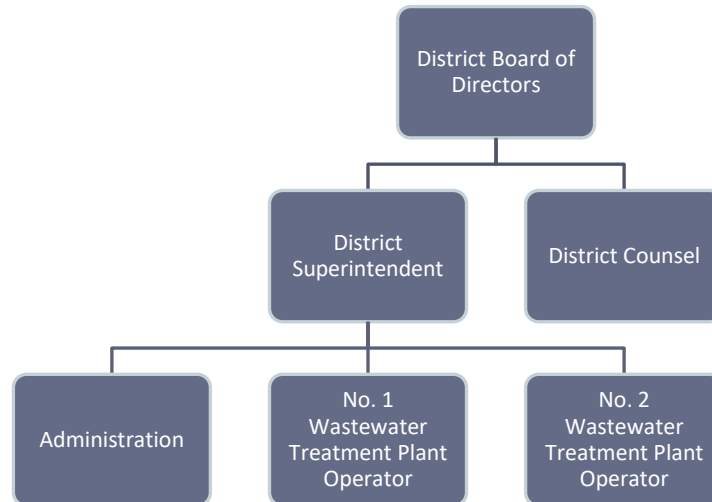 District Board of
Directors
District
Superintendent
District Counsel
Administration
No. 1
Wastewater
Treatment Plant
Operator
No. 2
Wastewater
Treatment Plant
Operator